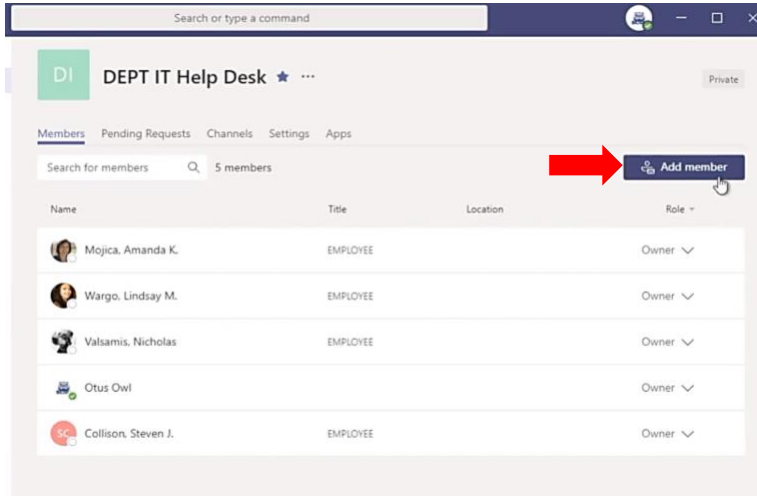 Search or type a command
DI
DEPT IT Help Desk ★ ...
Private
Members Pending Requests Channels Settings Apps
Search for members 5 members Add member
Name Title Location Role
Mojica, Amanda K. EMPLOYEE Owner
Wargo, Lindsay M. EMPLOYEE Owner
Valsamis, Nicholas EMPLOYEE Owner
Otus Owl Owner
SC Collison, Steven J. EMPLOYEE Owner